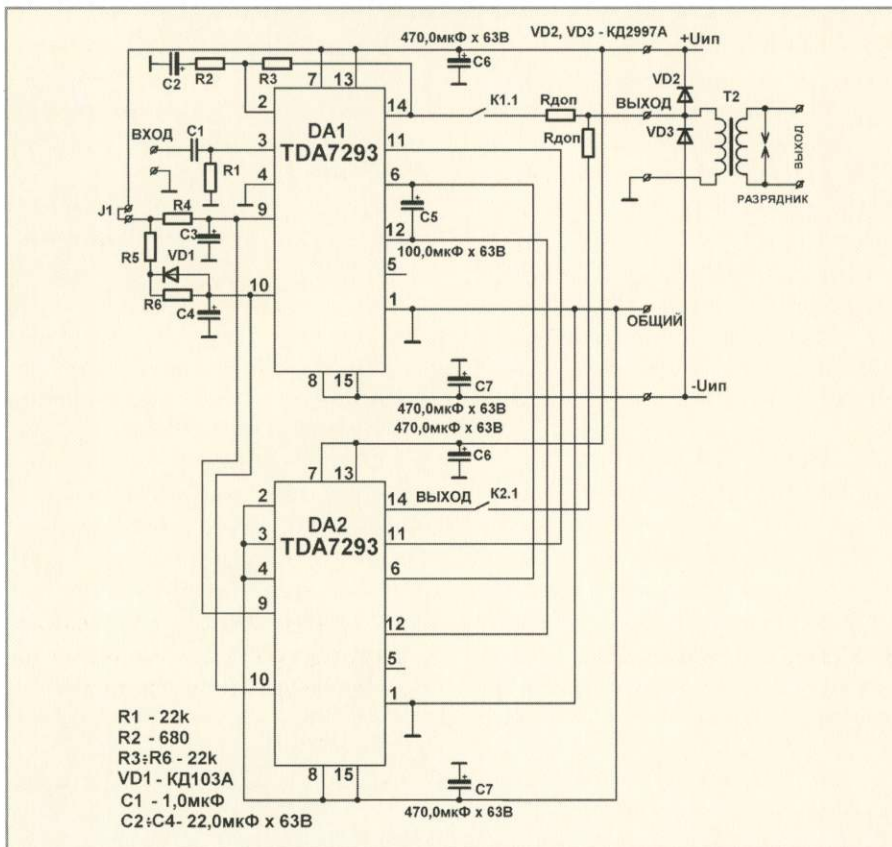 470,0мкФ х 63В
VD2, VD3 - КД2997А
+Uип
C2
R2
R3
7
13
C6
VD2
T2
2
14
K1.1
Rдоп
ВЫХОД
VD3
ВЫХОД
РАЗРЯДНИК
ВХОД
C1
3
DA1
TDA7293
11
Rдоп
R1
4
6
J1
R4
9
C5
C3
12
100,0мкФ х 63В
R5
VD1
5
R6
10
C4
1
ОБЩИЙ
8
15
C7
-Uип
470,0мкФ х 63В
470,0мкФ х 63В
7
13
C6
2
14
ВЫХОД
K2.1
DA2
TDA7293
3
11
4
6
9
12
5
10
1
R1 - 22k
R2 - 680
R3÷R6 - 22k
VD1 - КД103А
C1 - 1,0мкФ
C2÷C4- 22,0мкФ х 63В
8
15
C7
470,0мкФ х 63В